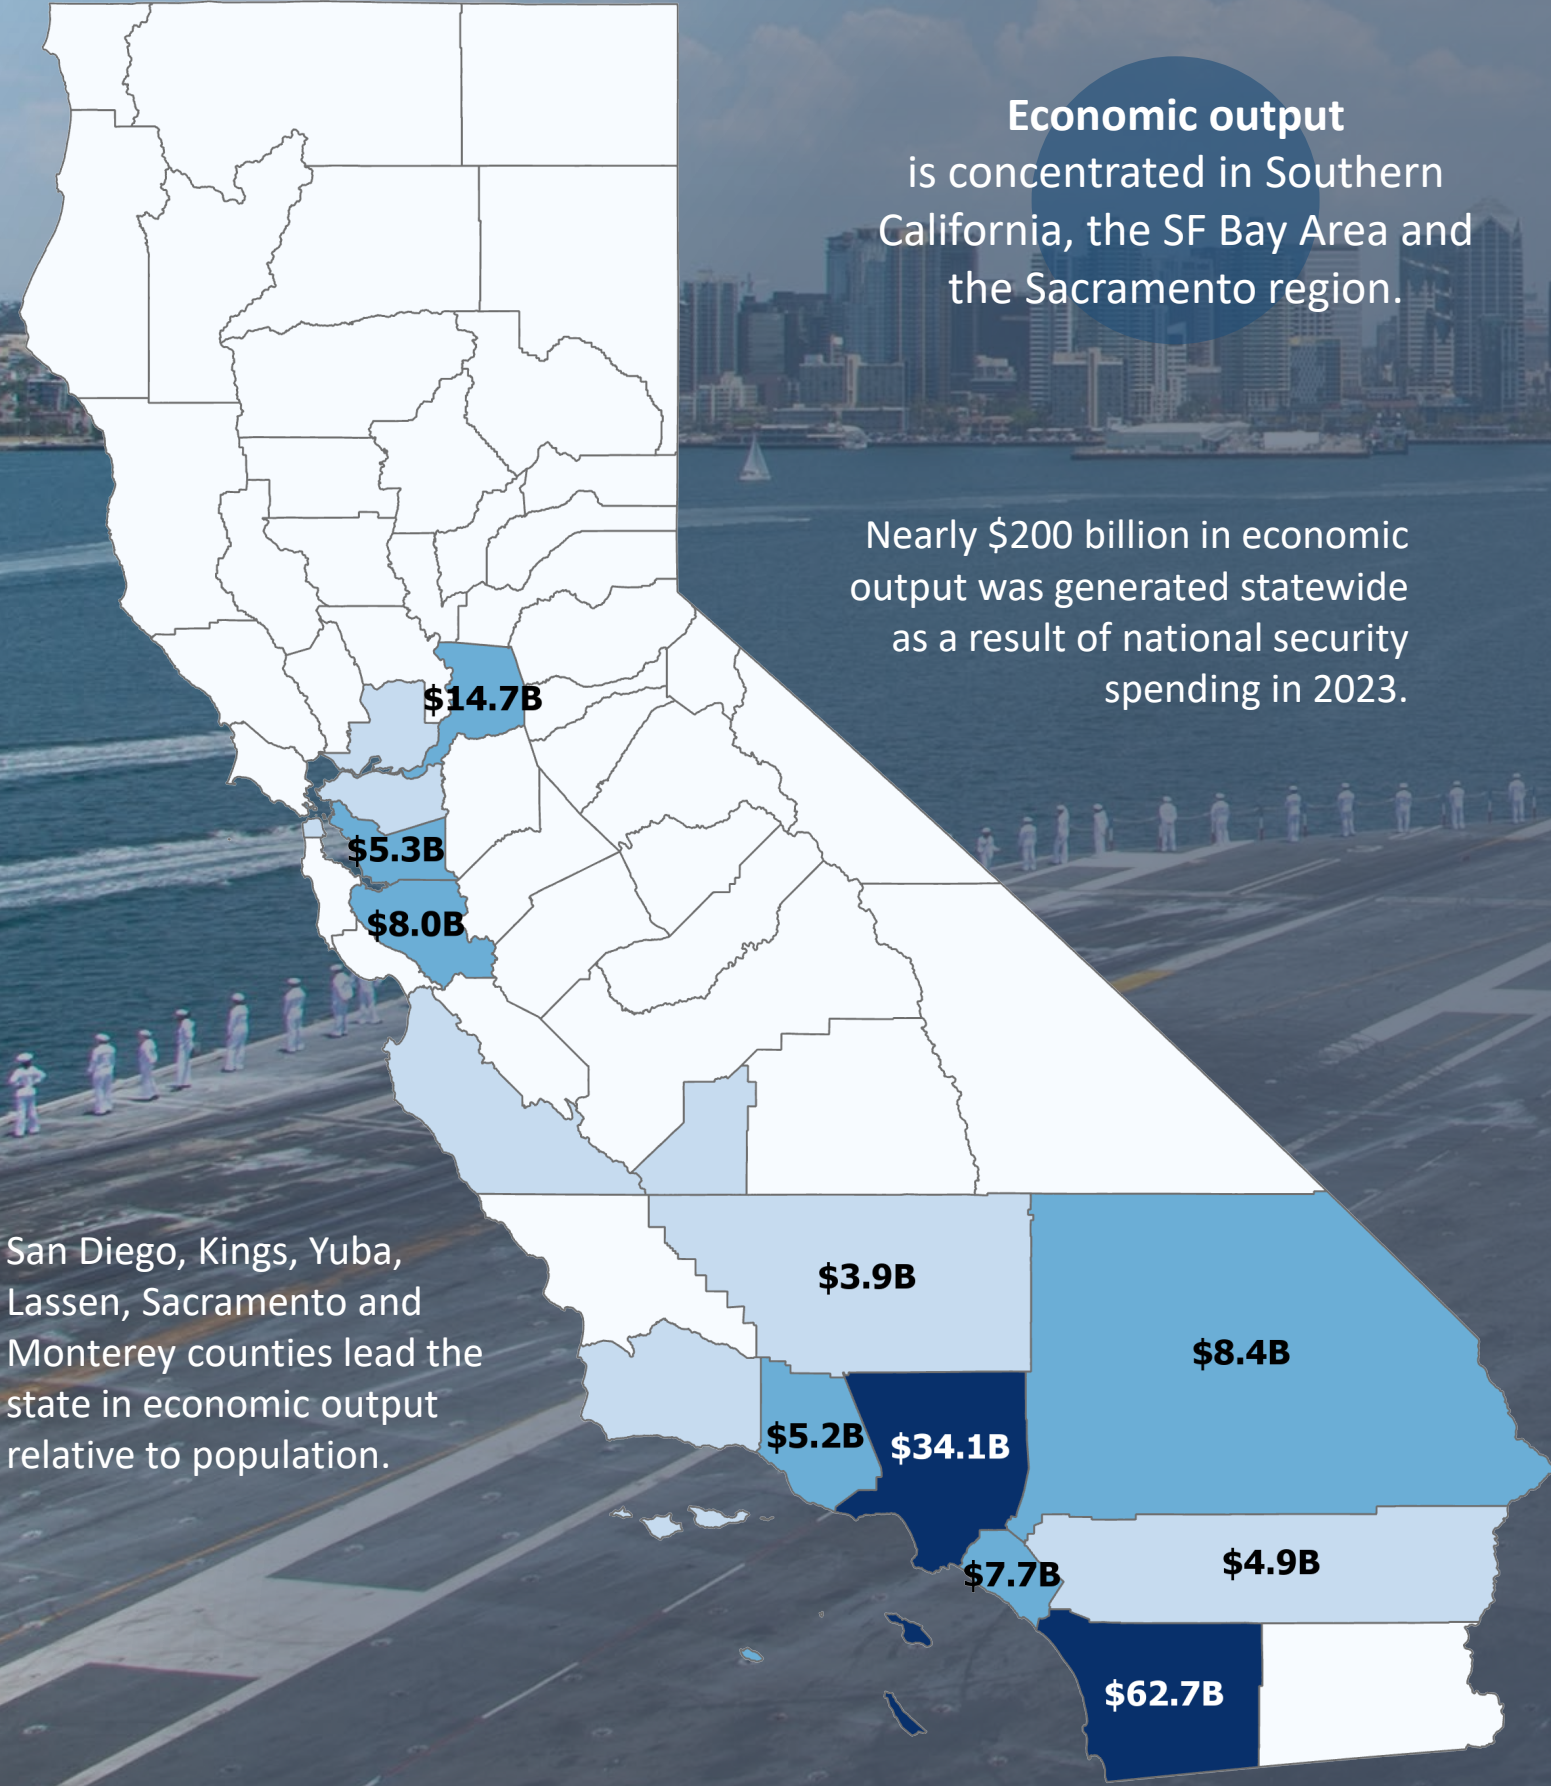 Economic output
is concentrated in Southern
California, the SF Bay Area and
the Sacramento region.
Nearly $200 billion in economic
output was generated statewide
as a result of national security
spending in 2023.
$14.7B
$5.3B
$8.0B
San Diego, Kings, Yuba,
Lassen, Sacramento and
Monterey counties lead the
state in economic output
relative to population.
$3.9B
$8.4B
$5.2B
$34.1B
$7.7B
$4.9B
$62.7B